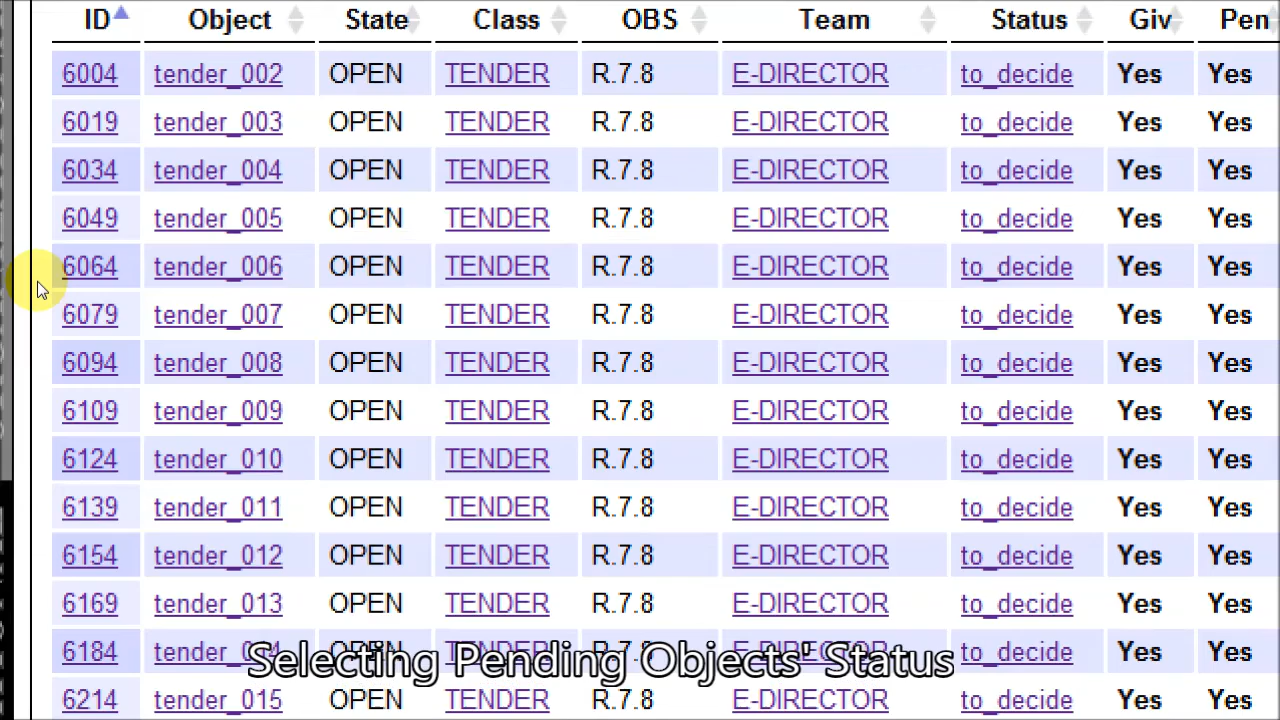 ID Object State Class OBS Team Status Giv Pen
6004 tender_002 OPEN TENDER R.7.8 E-DIRECTOR to_decide Yes Yes
6019 tender_003 OPEN TENDER R.7.8 E-DIRECTOR to_decide Yes Yes
6034 tender_004 OPEN TENDER R.7.8 E-DIRECTOR to_decide Yes Yes
6049 tender_005 OPEN TENDER R.7.8 E-DIRECTOR to_decide Yes Yes
6064 tender_006 OPEN TENDER R.7.8 E-DIRECTOR to_decide Yes Yes
6079 tender_007 OPEN TENDER R.7.8 E-DIRECTOR to_decide Yes Yes
6094 tender_008 OPEN TENDER R.7.8 E-DIRECTOR to_decide Yes Yes
6109 tender_009 OPEN TENDER R.7.8 E-DIRECTOR to_decide Yes Yes
6124 tender_010 OPEN TENDER R.7.8 E-DIRECTOR to_decide Yes Yes
6139 tender_011 OPEN TENDER R.7.8 E-DIRECTOR to_decide Yes Yes
6154 tender_012 OPEN TENDER R.7.8 E-DIRECTOR to_decide Yes Yes
6169 tender_013 OPEN TENDER R.7.8 E-DIRECTOR to_decide Yes Yes
6184 Yes Yes
Selecting Pending Objects' Status
6214 tender_015 OPEN TENDER R.7.8 E-DIRECTOR to_decide Yes Yes